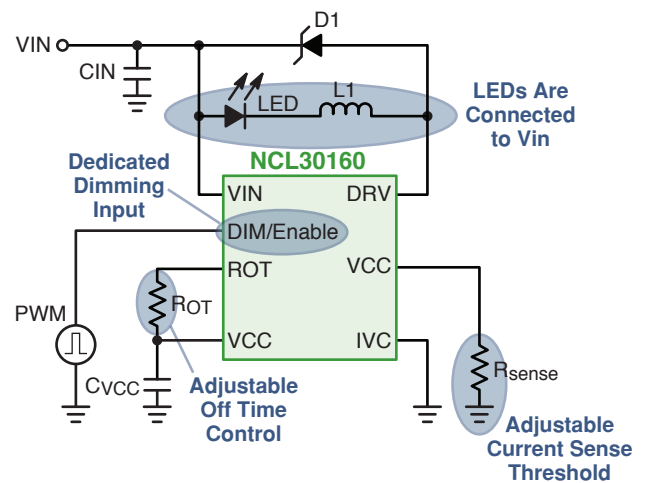 D1
VIN
CIN
L1
LED
LEDs Are
Connected
to Vin
Dedicated
Dimming
Input
NCL30160
VIN
DRV
DIM/Enable
ROT
VCC
ROT
PWM
VCC
IVC
Rsense
CVCC
Adjustable
Off Time
Control
Adjustable
Current Sense
Threshold